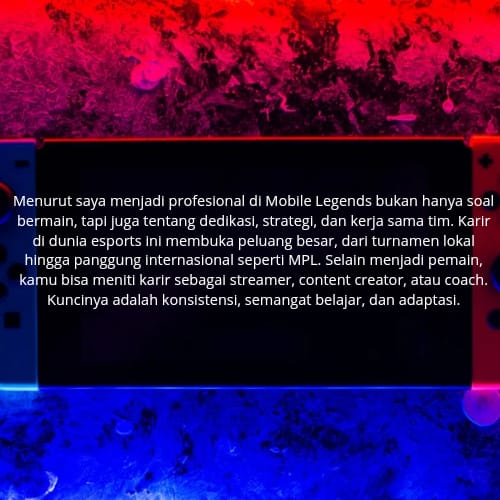 Menurut saya menjadi profesional di Mobile Legends bukan hanya soal
bermain, tapi juga tentang dedikasi, strategi, dan kerja sama tim. Karir
di dunia esports ini membuka peluang besar, dari turnamen lokal
hingga panggung internasional seperti MPL. Selain menjadi pemain,
kamu bisa meniti karir sebagai streamer, content creator, atau coach.
Kuncinya adalah konsistensi, semangat belajar, dan adaptasi.